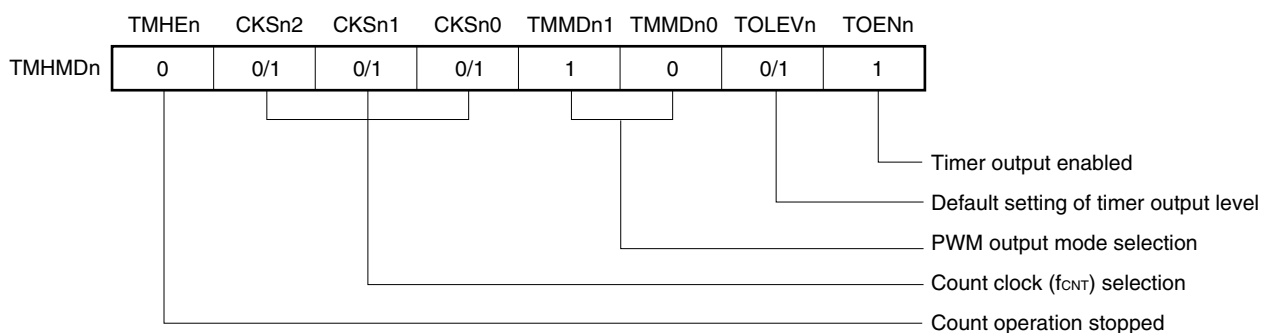 TMHEn CKSn2 CKSn1 CKSn0 TMMDn1 TMMDn0 TOLEVn TOENn
TMHMDn 0 0/1 0/1 0/1 1 0 0/1 1
Timer output enabled
Default setting of timer output level
PWM output mode selection
Count clock (fCNT) selection
Count operation stopped